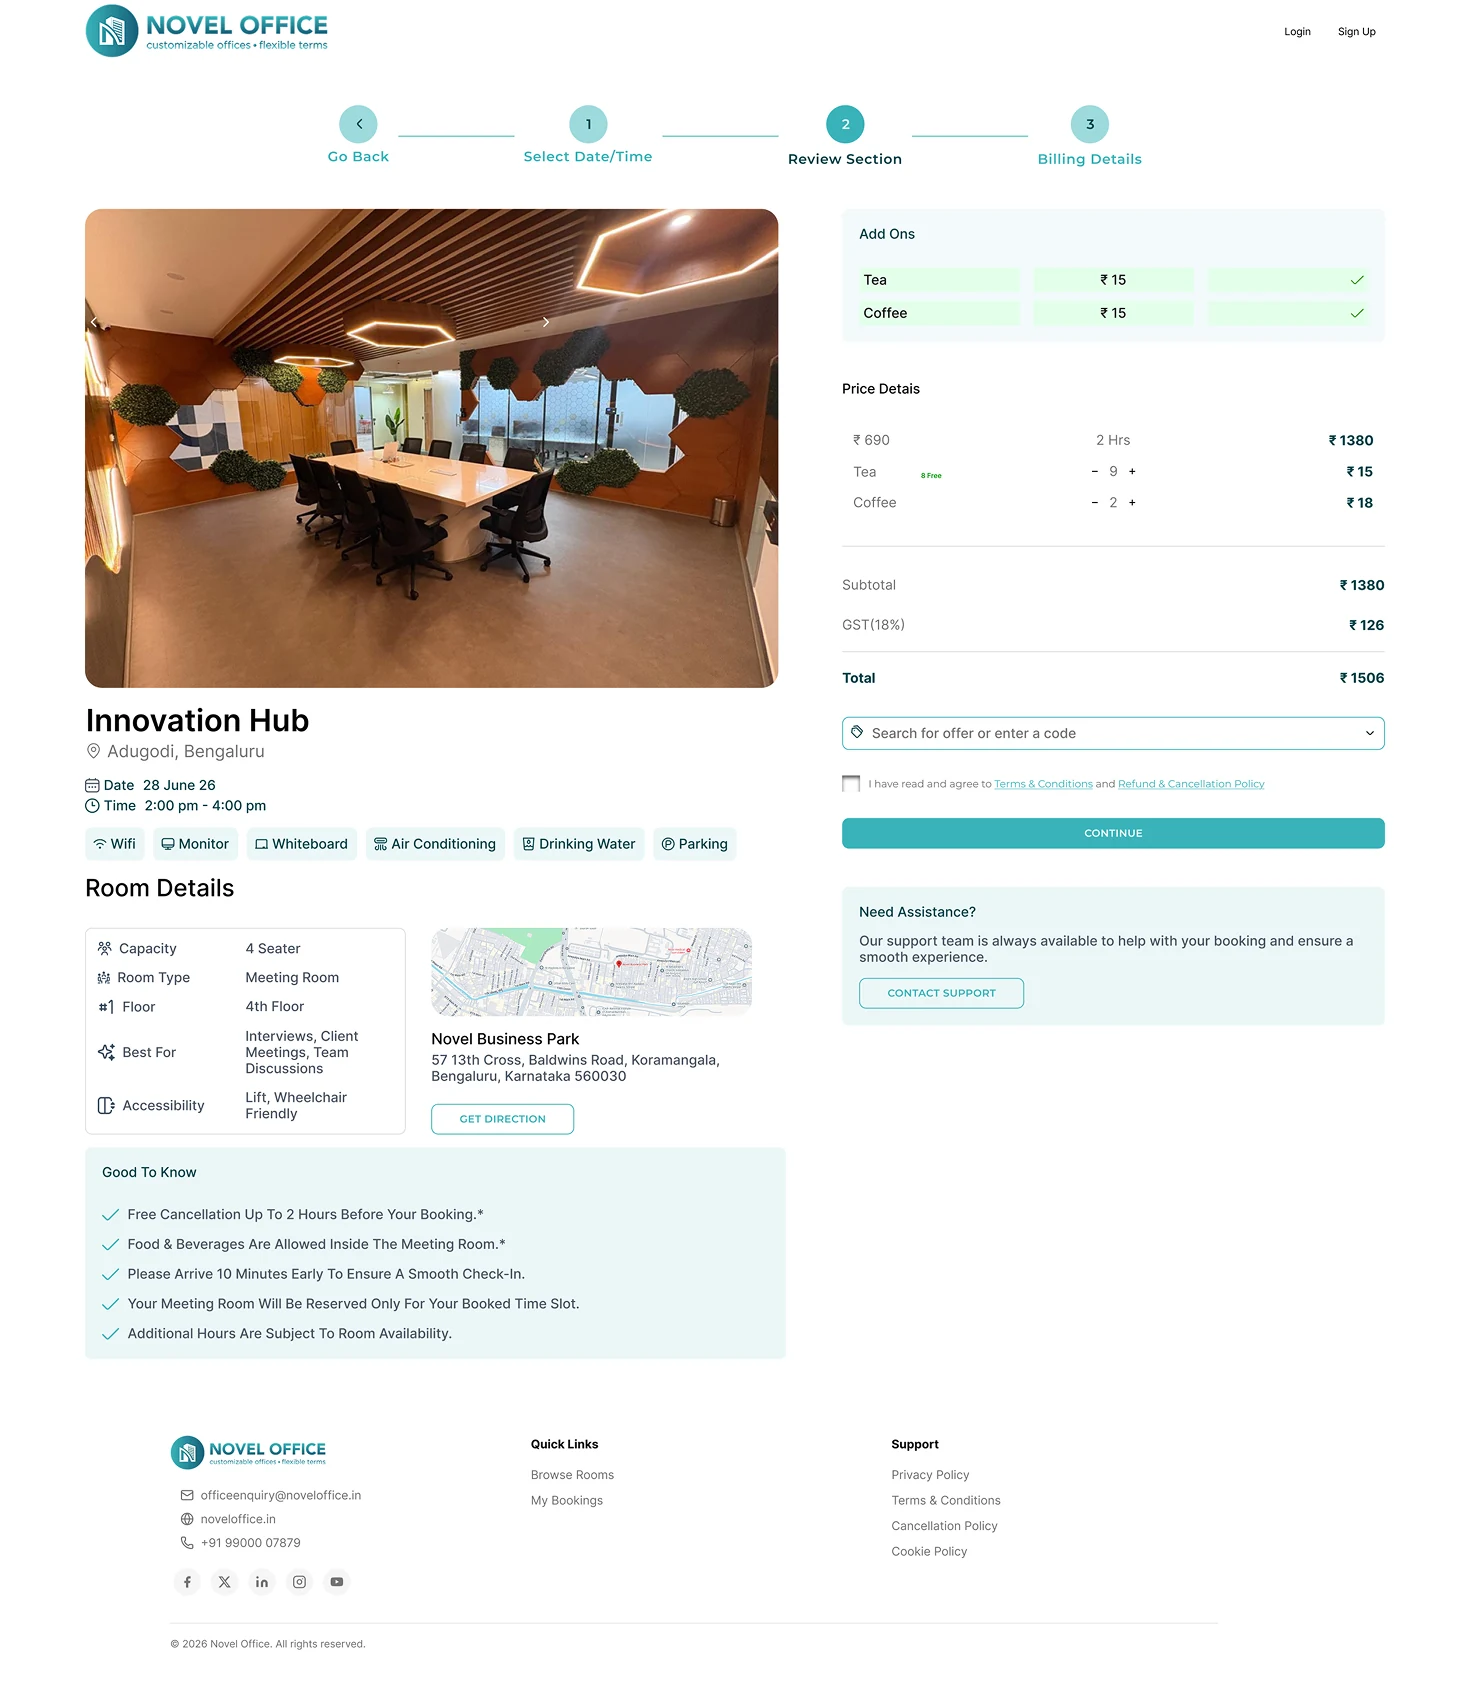 NOVEL OFFICE
customizable offices • flexible terms
Login
Sign Up
Go Back
1
Select Date/Time
2
Review Section
3
Billing Details
Add Ons
Tea ₹ 15
Coffee ₹ 15
Price Detais
₹ 690 2 Hrs ₹ 1380
Tea 8 Free - 9 + ₹ 15
Coffee - 2 + ₹ 18
Subtotal ₹ 1380
GST(18%) ₹ 126
Total ₹ 1506
Search for offer or enter a code
I have read and agree to Terms & Conditions and Refund & Cancellation Policy
CONTINUE
Need Assistance?
Our support team is always available to help with your booking and ensure a
smooth experience.
CONTACT SUPPORT
Innovation Hub
Adugodi, Bengaluru
Date 28 June 26
Time 2:00 pm - 4:00 pm
Wifi
Monitor
Whiteboard
Air Conditioning
Drinking Water
Parking
Room Details
Capacity 4 Seater
Room Type Meeting Room
#1 Floor 4th Floor
Best For
Interviews, Client
Meetings, Team
Discussions
Accessibility
Lift, Wheelchair
Friendly
Novel Business Park
57 13th Cross, Baldwins Road, Koramangala,
Bengaluru, Karnataka 560030
GET DIRECTION
Good To Know
Free Cancellation Up To 2 Hours Before Your Booking.*
Food & Beverages Are Allowed Inside The Meeting Room.*
Please Arrive 10 Minutes Early To Ensure A Smooth Check-In.
Your Meeting Room Will Be Reserved Only For Your Booked Time Slot.
Additional Hours Are Subject To Room Availability.
NOVEL OFFICE
customizable offices • flexible terms
officeenquiry@noveloffice.in
noveloffice.in
+91 99000 07879
Quick Links
Browse Rooms
My Bookings
Support
Privacy Policy
Terms & Conditions
Cancellation Policy
Cookie Policy
© 2026 Novel Office. All rights reserved.